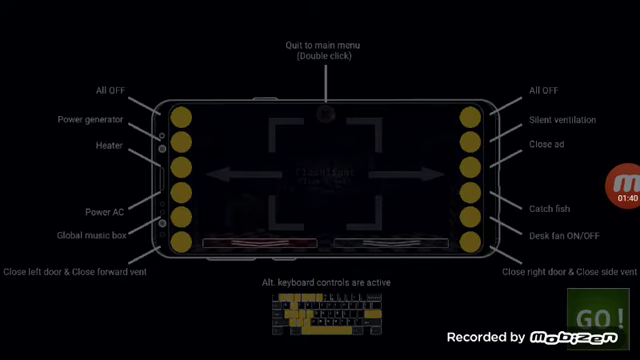 Quit to main menu
(Double click)
All OFF
All OFF
Power generator
Silent ventilation
Heater
Close ad
Flashlight
Power AC
Catch fish
Global music box
Desk fan ON/OFF
Close left door & Close forward vent
Close right door & Close side vent
Alt. keyboard controls are active
01:40
GO!
Recorded by mobizen